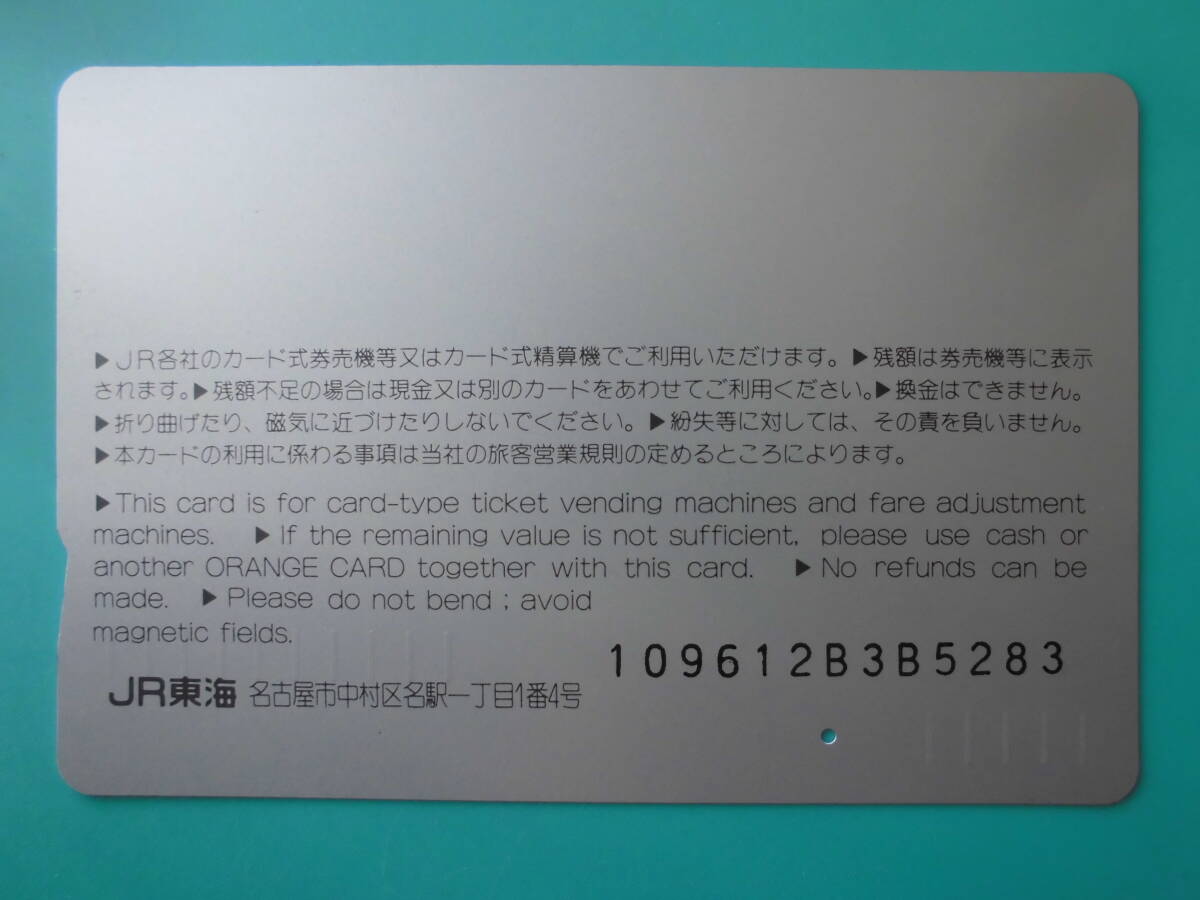 ▶JR各社のカード式券売機等又はカード式精算機でご利用いただけます。▶残額は券売機等に表示
されます。▶残額不足の場合は現金又は別のカードをあわせてご利用ください。▶換金はできません。
▶折り曲げたり、磁気に近づけたりしないでください。▶紛失等に対しては、その責を負いません。
▶本カードの利用に係わる事項は当社の旅客営業規則の定めるところによります。
▶This card is for card-type ticket vending machines and fare adjustment
machines. ▶If the remaining value is not sufficient, please use cash or
another ORANGE CARD together with this card. ▶No refunds can be
made. ▶Please do not bend ; avoid
magnetic fields.
109612B3B5283
JR東海 名古屋市中村区名駅一丁目1番4号